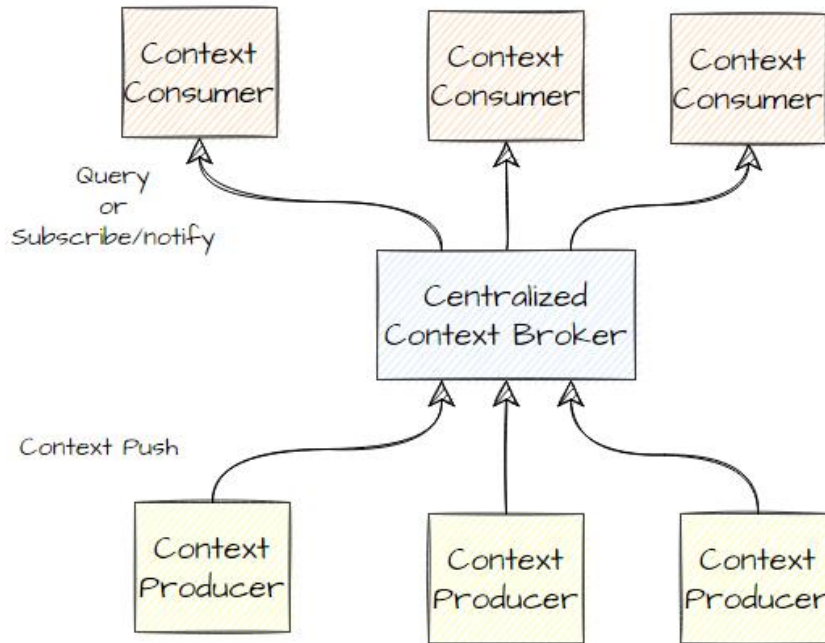 Context
Consumer
Context
Consumer
Context
Consumer
Query
or
Subscribe/notify
Centralized
Context Broker
Context Push
Context
Producer
Context
Producer
Context
Producer